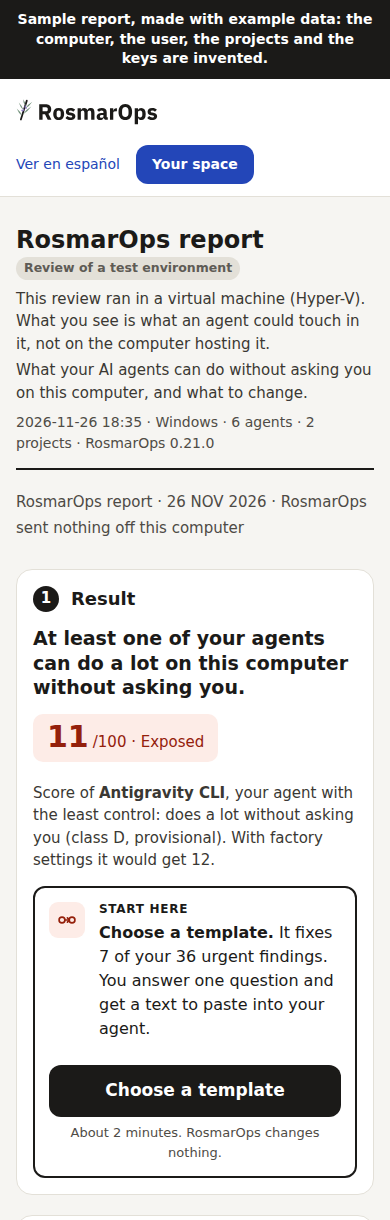 Sample report, made with example data: the
computer, the user, the projects and the
keys are invented.
RosmarOps
Ver en español
Your space
RosmarOps report
Review of a test environment
This review ran in a virtual machine (Hyper-V).
What you see is what an agent could touch in
it, not on the computer hosting it.
What your AI agents can do without asking you
on this computer, and what to change.
2026-11-26 18:35 · Windows · 6 agents · 2
projects · RosmarOps 0.21.0
RosmarOps report · 26 NOV 2026 · RosmarOps
sent nothing off this computer
1 Result
At least one of your agents
can do a lot on this computer
without asking you.
11 /100 · Exposed
Score of Antigravity CLI, your agent with
the least control: does a lot without asking
you (class D, provisional). With factory
settings it would get 12.
START HERE
Choose a template. It fixes
7 of your 36 urgent findings.
You answer one question and
get a text to paste into your
agent.
Choose a template
About 2 minutes. RosmarOps changes
nothing.